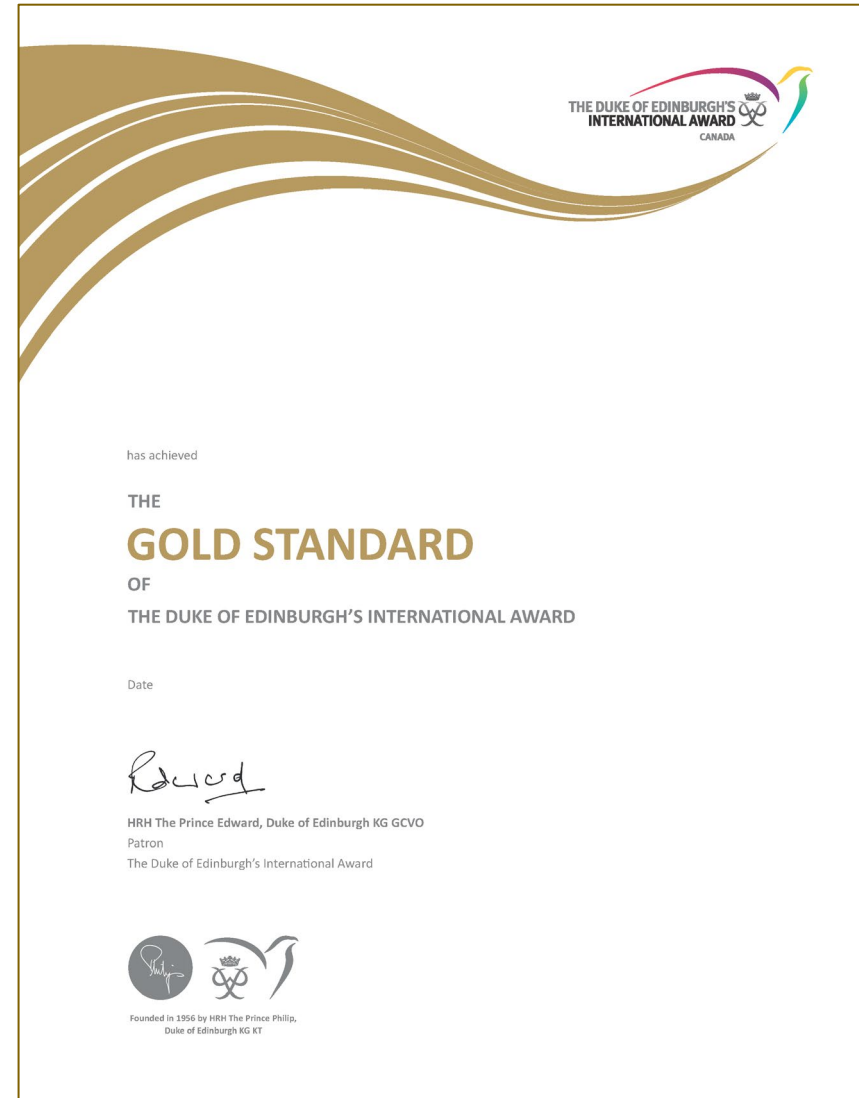 THE DUKE OF EDINBURGH'S
INTERNATIONAL AWARD
CANADA
has achieved
THE
GOLD STANDARD
OF
THE DUKE OF EDINBURGH'S INTERNATIONAL AWARD
Date
Edward
HRH The Prince Edward, Duke of Edinburgh KG GCVO
Patron
The Duke of Edinburgh's International Award
Philip
Founded in 1956 by HRH The Prince Philip,
Duke of Edinburgh KG KT